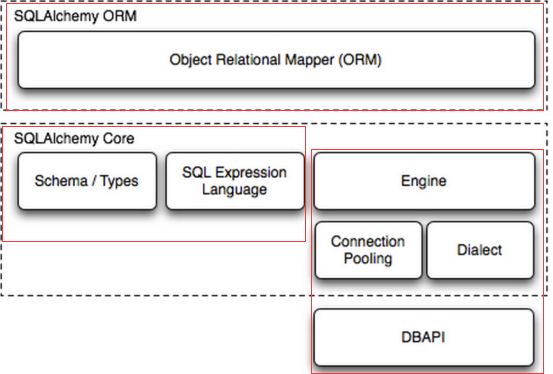 SQLAlchemy ORM
Object Relational Mapper (ORM)
SQLAlchemy Core
Schema / Types
SQL Expression
Language
Engine
Connection
Pooling
Dialect
DBAPI